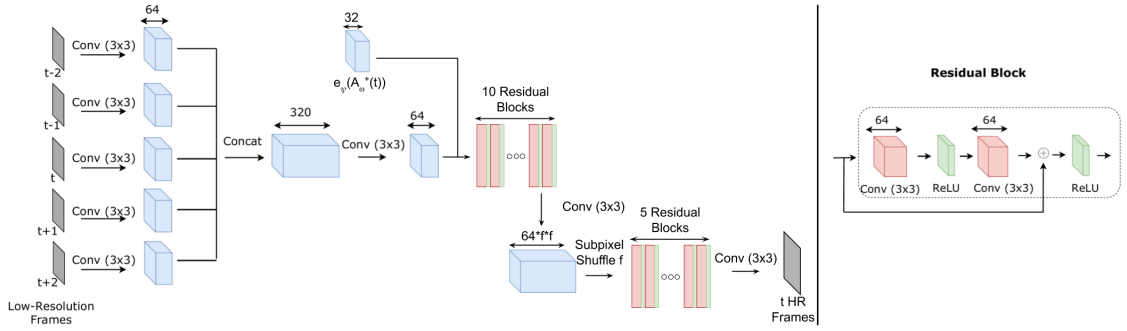 64
Conv (3x3)
t-2
Conv (3x3)
t-1
Conv (3x3)
t
Conv (3x3)
t+1
Conv (3x3)
t+2
Low-Resolution
Frames
Concat
320
Conv (3x3)
64
32
10 Residual
Blocks
Conv (3x3)
64*f*f
Subpixel
Shuffle f
5 Residual
Blocks
Conv (3x3)
t HR
Frames
Residual Block
64
Conv (3x3)
ReLU
64
Conv (3x3)
ReLU